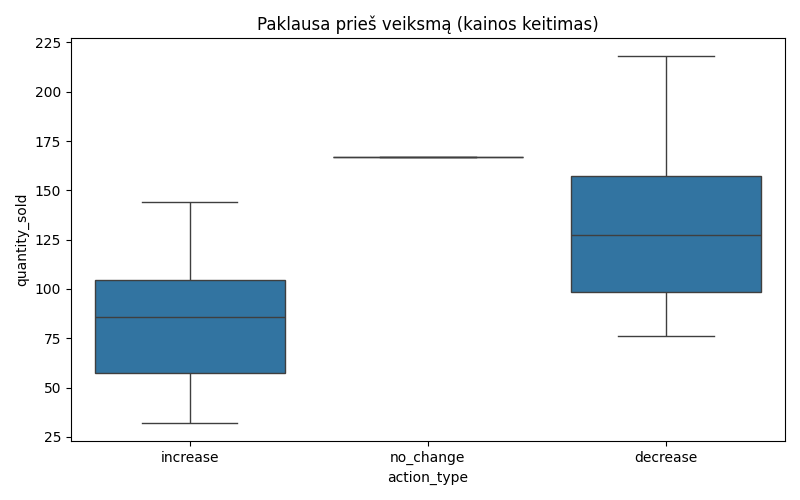 Paklausa prieš veiksmą (kainos keitimas)
225
200
175
150
125
100
75
50
25
quantity_sold
increase no_change decrease
action_type